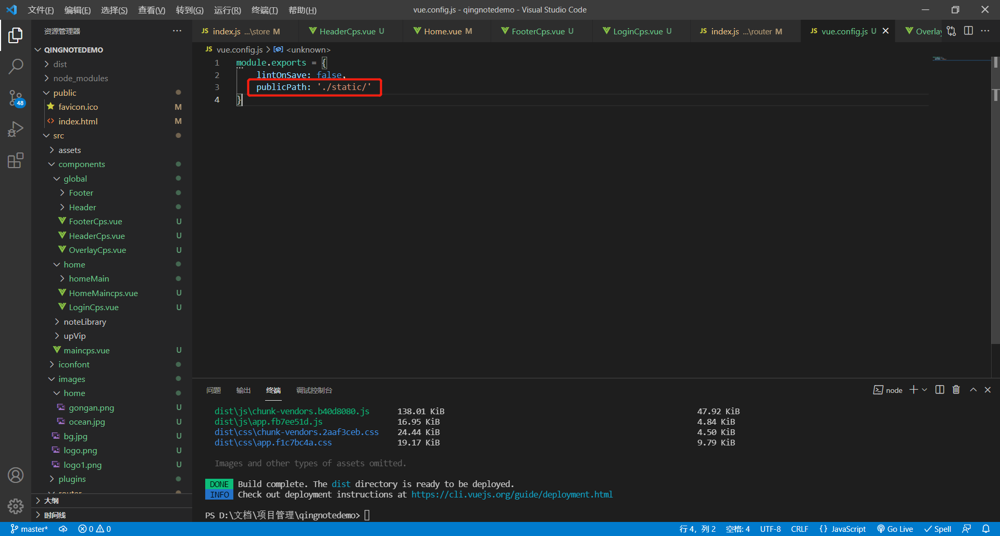 文件(F) 编辑(E) 选择(S) 查看(V) 转到(G) 运行(R) 终端(T) 帮助(H)
vue.config.js - qingnotedemo - Visual Studio Code
资源管理器
JS index.js ...\store M
HeaderCps.vue U
Home.vue M
FooterCps.vue U
LoginCps.vue U
JS index.js ...\router M
JS vue.config.js U
Overlay
QINGNOTEDEMO
dist
node_modules
public
favicon.ico M
index.html M
src
assets
components
global
Footer
Header
FooterCps.vue U
HeaderCps.vue U
OverlayCps.vue U
home
homeMain
HomeMaincps.vue U
LoginCps.vue U
noteLibrary
upVip
maincps.vue U
iconfont
images
home
gongan.png U
ocean.jpg U
bg.jpg U
logo.png U
logo1.png U
plugins
router
大纲
时间线
48
JS vue.config.js > <unknown>
1 module.exports = {
2 lintOnSave: false,
3 publicPath: './static/'
4 }
问题 输出 终端 调试控制台
node
dist\js\chunk-vendors.b40d8080.js 138.01 KiB 47.92 KiB
dist\js\app.fb7ee51d.js 16.95 KiB 4.84 KiB
dist\css\chunk-vendors.2aaf3ceb.css 24.44 KiB 4.50 KiB
dist\css\app.f1c7bc4a.css 19.17 KiB 9.79 KiB
Images and other types of assets omitted.
DONE Build complete. The dist directory is ready to be deployed.
INFO Check out deployment instructions at https://cli.vuejs.org/guide/deployment.html
PS D:\文档\项目管理\qingnotedemo>
master* 0 0
行 4，列 2 空格: 4 UTF-8 CRLF {} JavaScript Go Live Spell